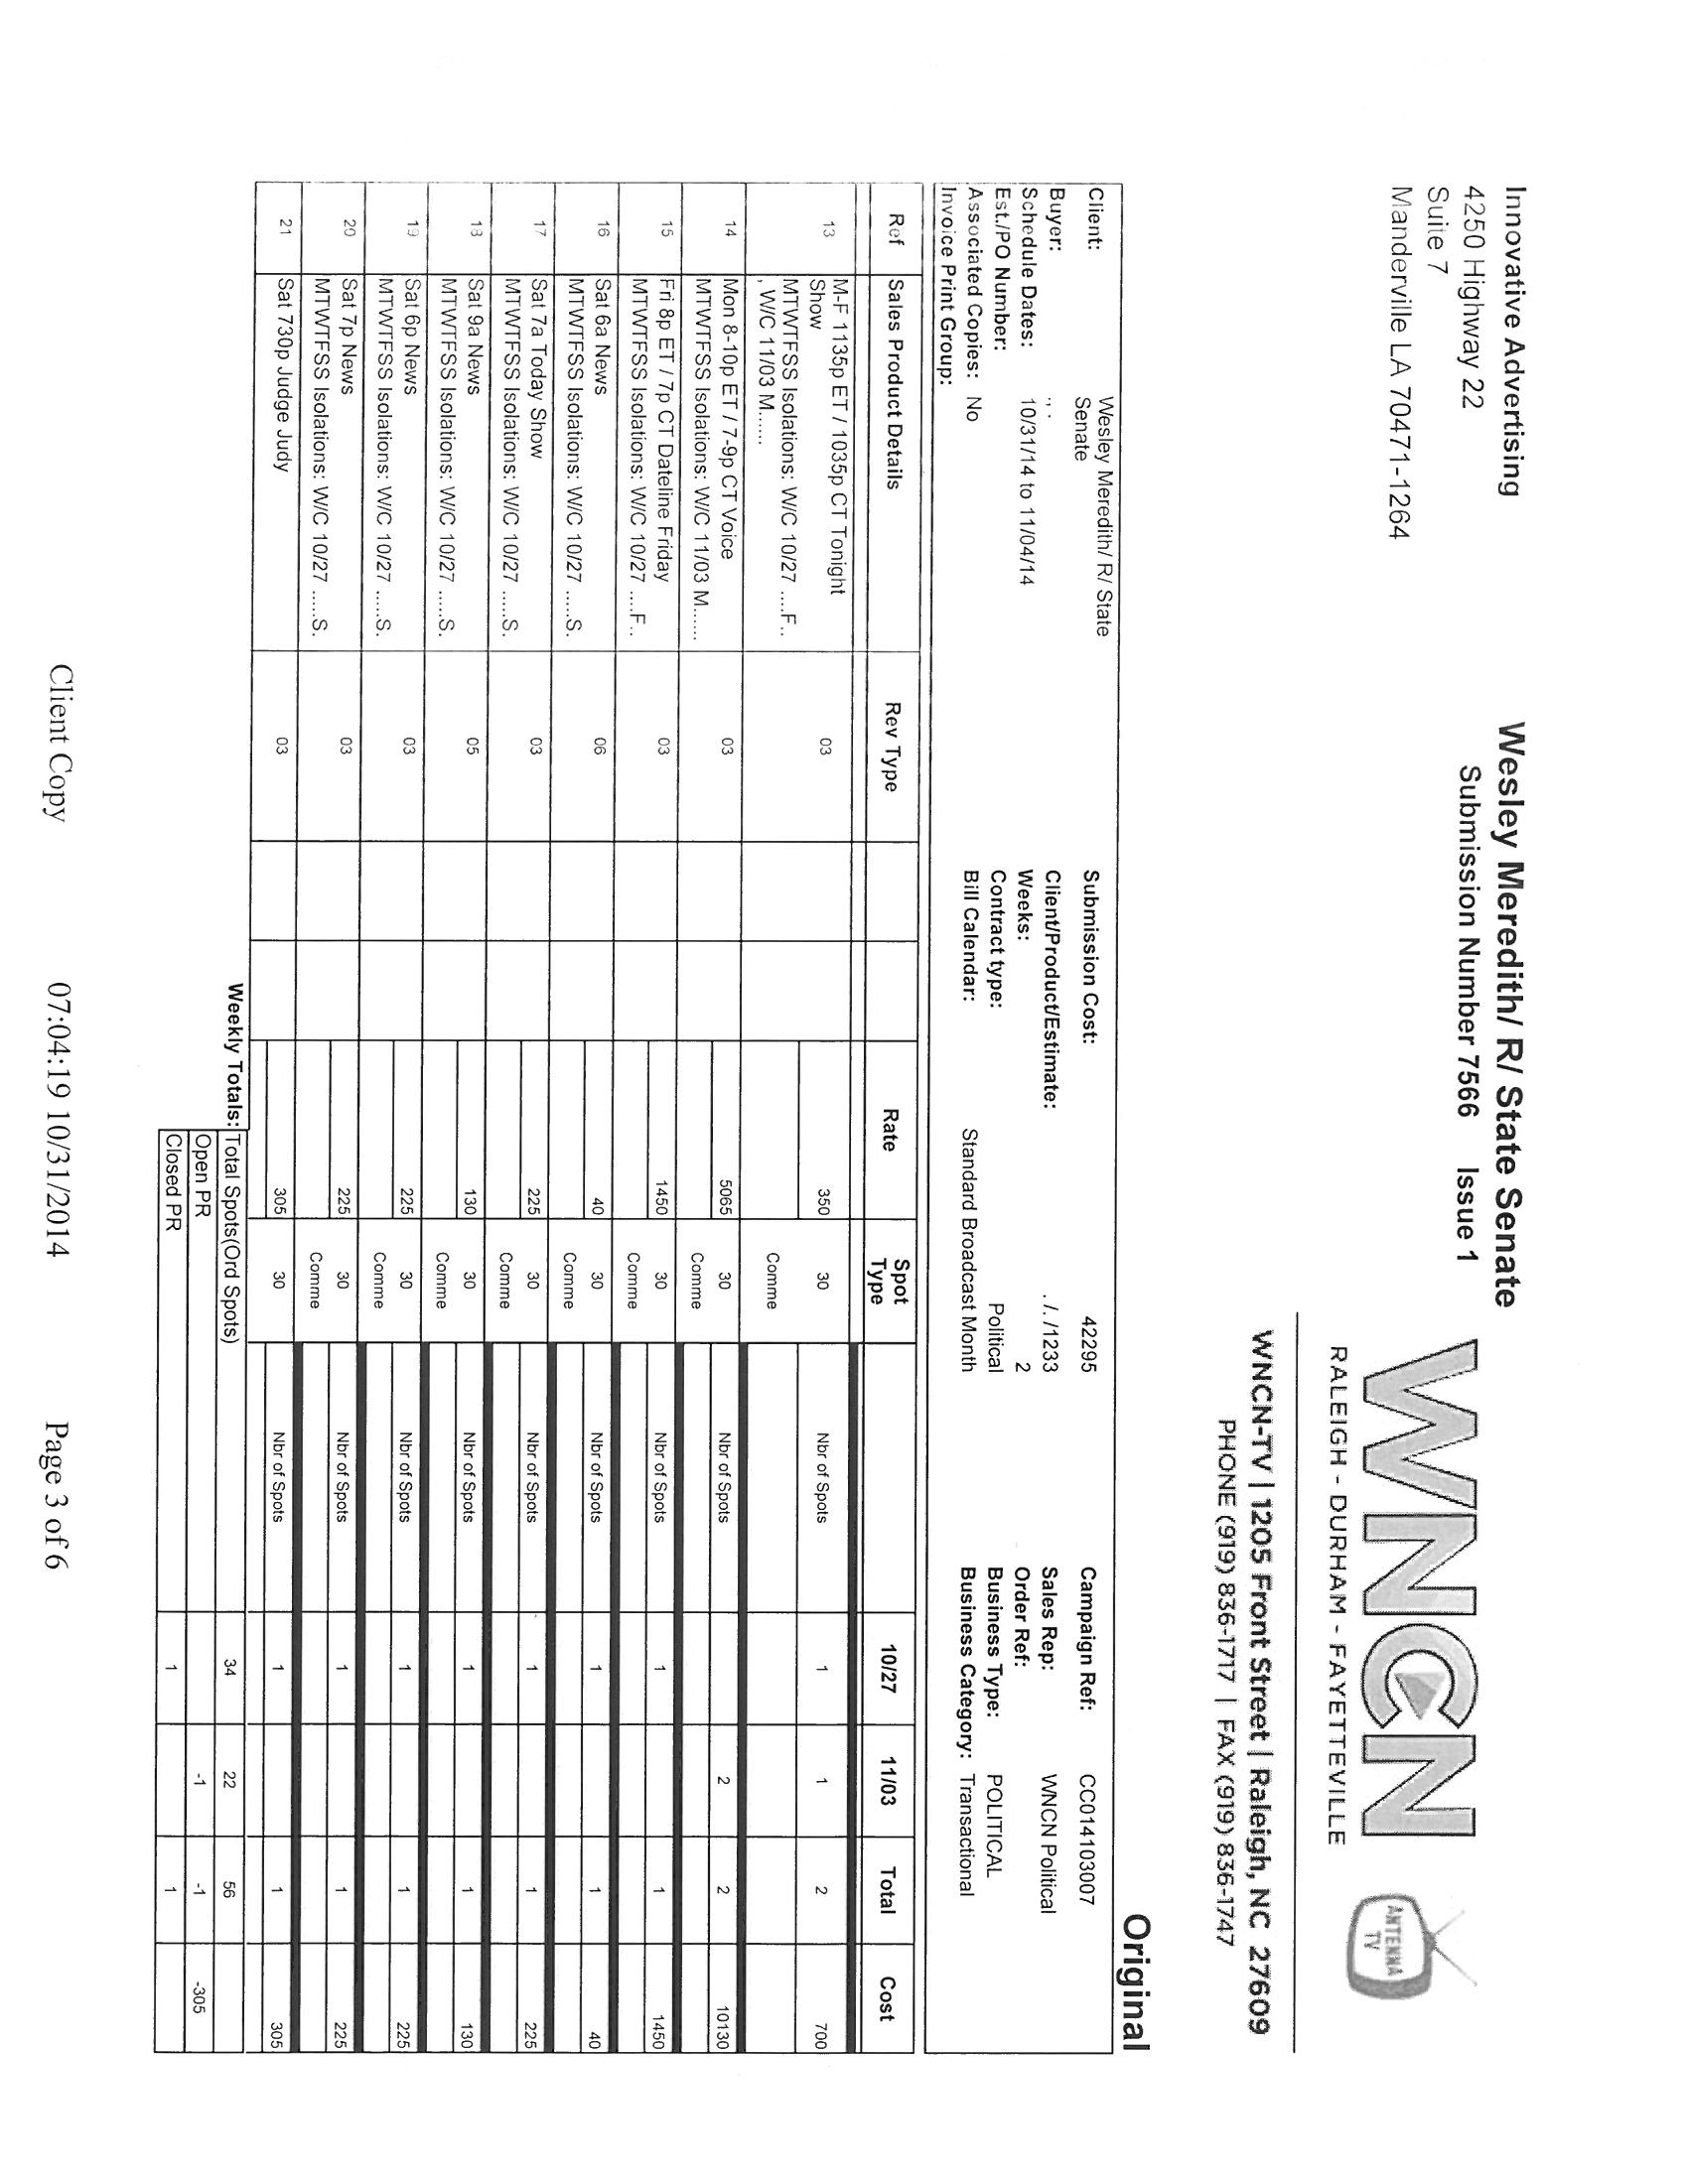 Innovative Advertising
4250 Highway 22
Suite 7
Manderville LA 70471-1264
Wesley Meredith/ R/ State Senate
Submission Number 7566 Issue 1
WNCN
RALEIGH - DURHAM - FAYETTEVILLE
ANTENNA TV
WNCN-TV | 1205 Front Street | Raleigh, NC 27609
PHONE (919) 836-1717 | FAX (919) 836-1747
Original
Client: Wesley Meredith/ R/ State Senate Submission Cost: 42295 Campaign Ref: CC014103007
Buyer: ., . Client/Product/Estimate: . /. /1233 Sales Rep: WNCN Political
Schedule Dates: 10/31/14 to 11/04/14 Weeks: 2 Order Ref:
Est./PO Number: Contract type: Political Business Type: POLITICAL
Associated Copies: No Bill Calendar: Standard Broadcast Month Business Category: Transactional
Invoice Print Group:
Ref Sales Product Details Rev Type Rate Spot Type 10/27 11/03 Total Cost
13 M-F 1135p ET / 1035p CT Tonight 03 350 30 Nbr of Spots 1 1 2 700
Show
MTWTFSS Isolations: W/C 10/27 ....F.. Comme
, W/C 11/03 M......
14 Mon 8-10p ET / 7-9p CT Voice 03 5065 30 Nbr of Spots 2 2 10130
MTWTFSS Isolations: W/C 11/03 M...... Comme
15 Fri 8p ET / 7p CT Dateline Friday 03 1450 30 Nbr of Spots 1 1 1450
MTWTFSS Isolations: W/C 10/27 ....F.. Comme
16 Sat 6a News 06 40 30 Nbr of Spots 1 1 40
MTWTFSS Isolations: W/C 10/27 .....S. Comme
17 Sat 7a Today Show 03 225 30 Nbr of Spots 1 1 225
MTWTFSS Isolations: W/C 10/27 .....S. Comme
18 Sat 9a News 05 130 30 Nbr of Spots 1 1 130
MTWTFSS Isolations: W/C 10/27 .....S. Comme
19 Sat 6p News 03 225 30 Nbr of Spots 1 1 225
MTWTFSS Isolations: W/C 10/27 .....S. Comme
20 Sat 7p News 03 225 30 Nbr of Spots 1 1 225
MTWTFSS Isolations: W/C 10/27 .....S. Comme
21 Sat 730p Judge Judy 03 305 30 Nbr of Spots 1 1 305
Weekly Totals: Total Spots(Ord Spots) 34 22 56
Open PR -1 -1 -305
Closed PR 1 1
Client Copy 07:04:19 10/31/2014 Page 3 of 6